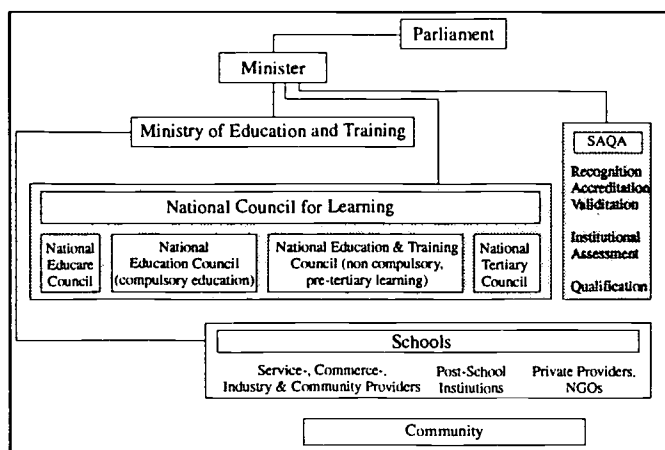 Parliament
Minister
Ministry of Education and Training
SAQA
Recognition
Accreditation
Validitation
Institutional
Assessment
Qualification
National Council for Learning
National
Educare
Council
National
Education Council
(compulsory education)
National Education & Training
Council (non compulsory,
pre-tertiary learning)
National
Tertiary
Council
Schools
Service-, Commerce-,
Industry & Community Providers
Post-School
Institutions
Private Providers,
NGOs
Community